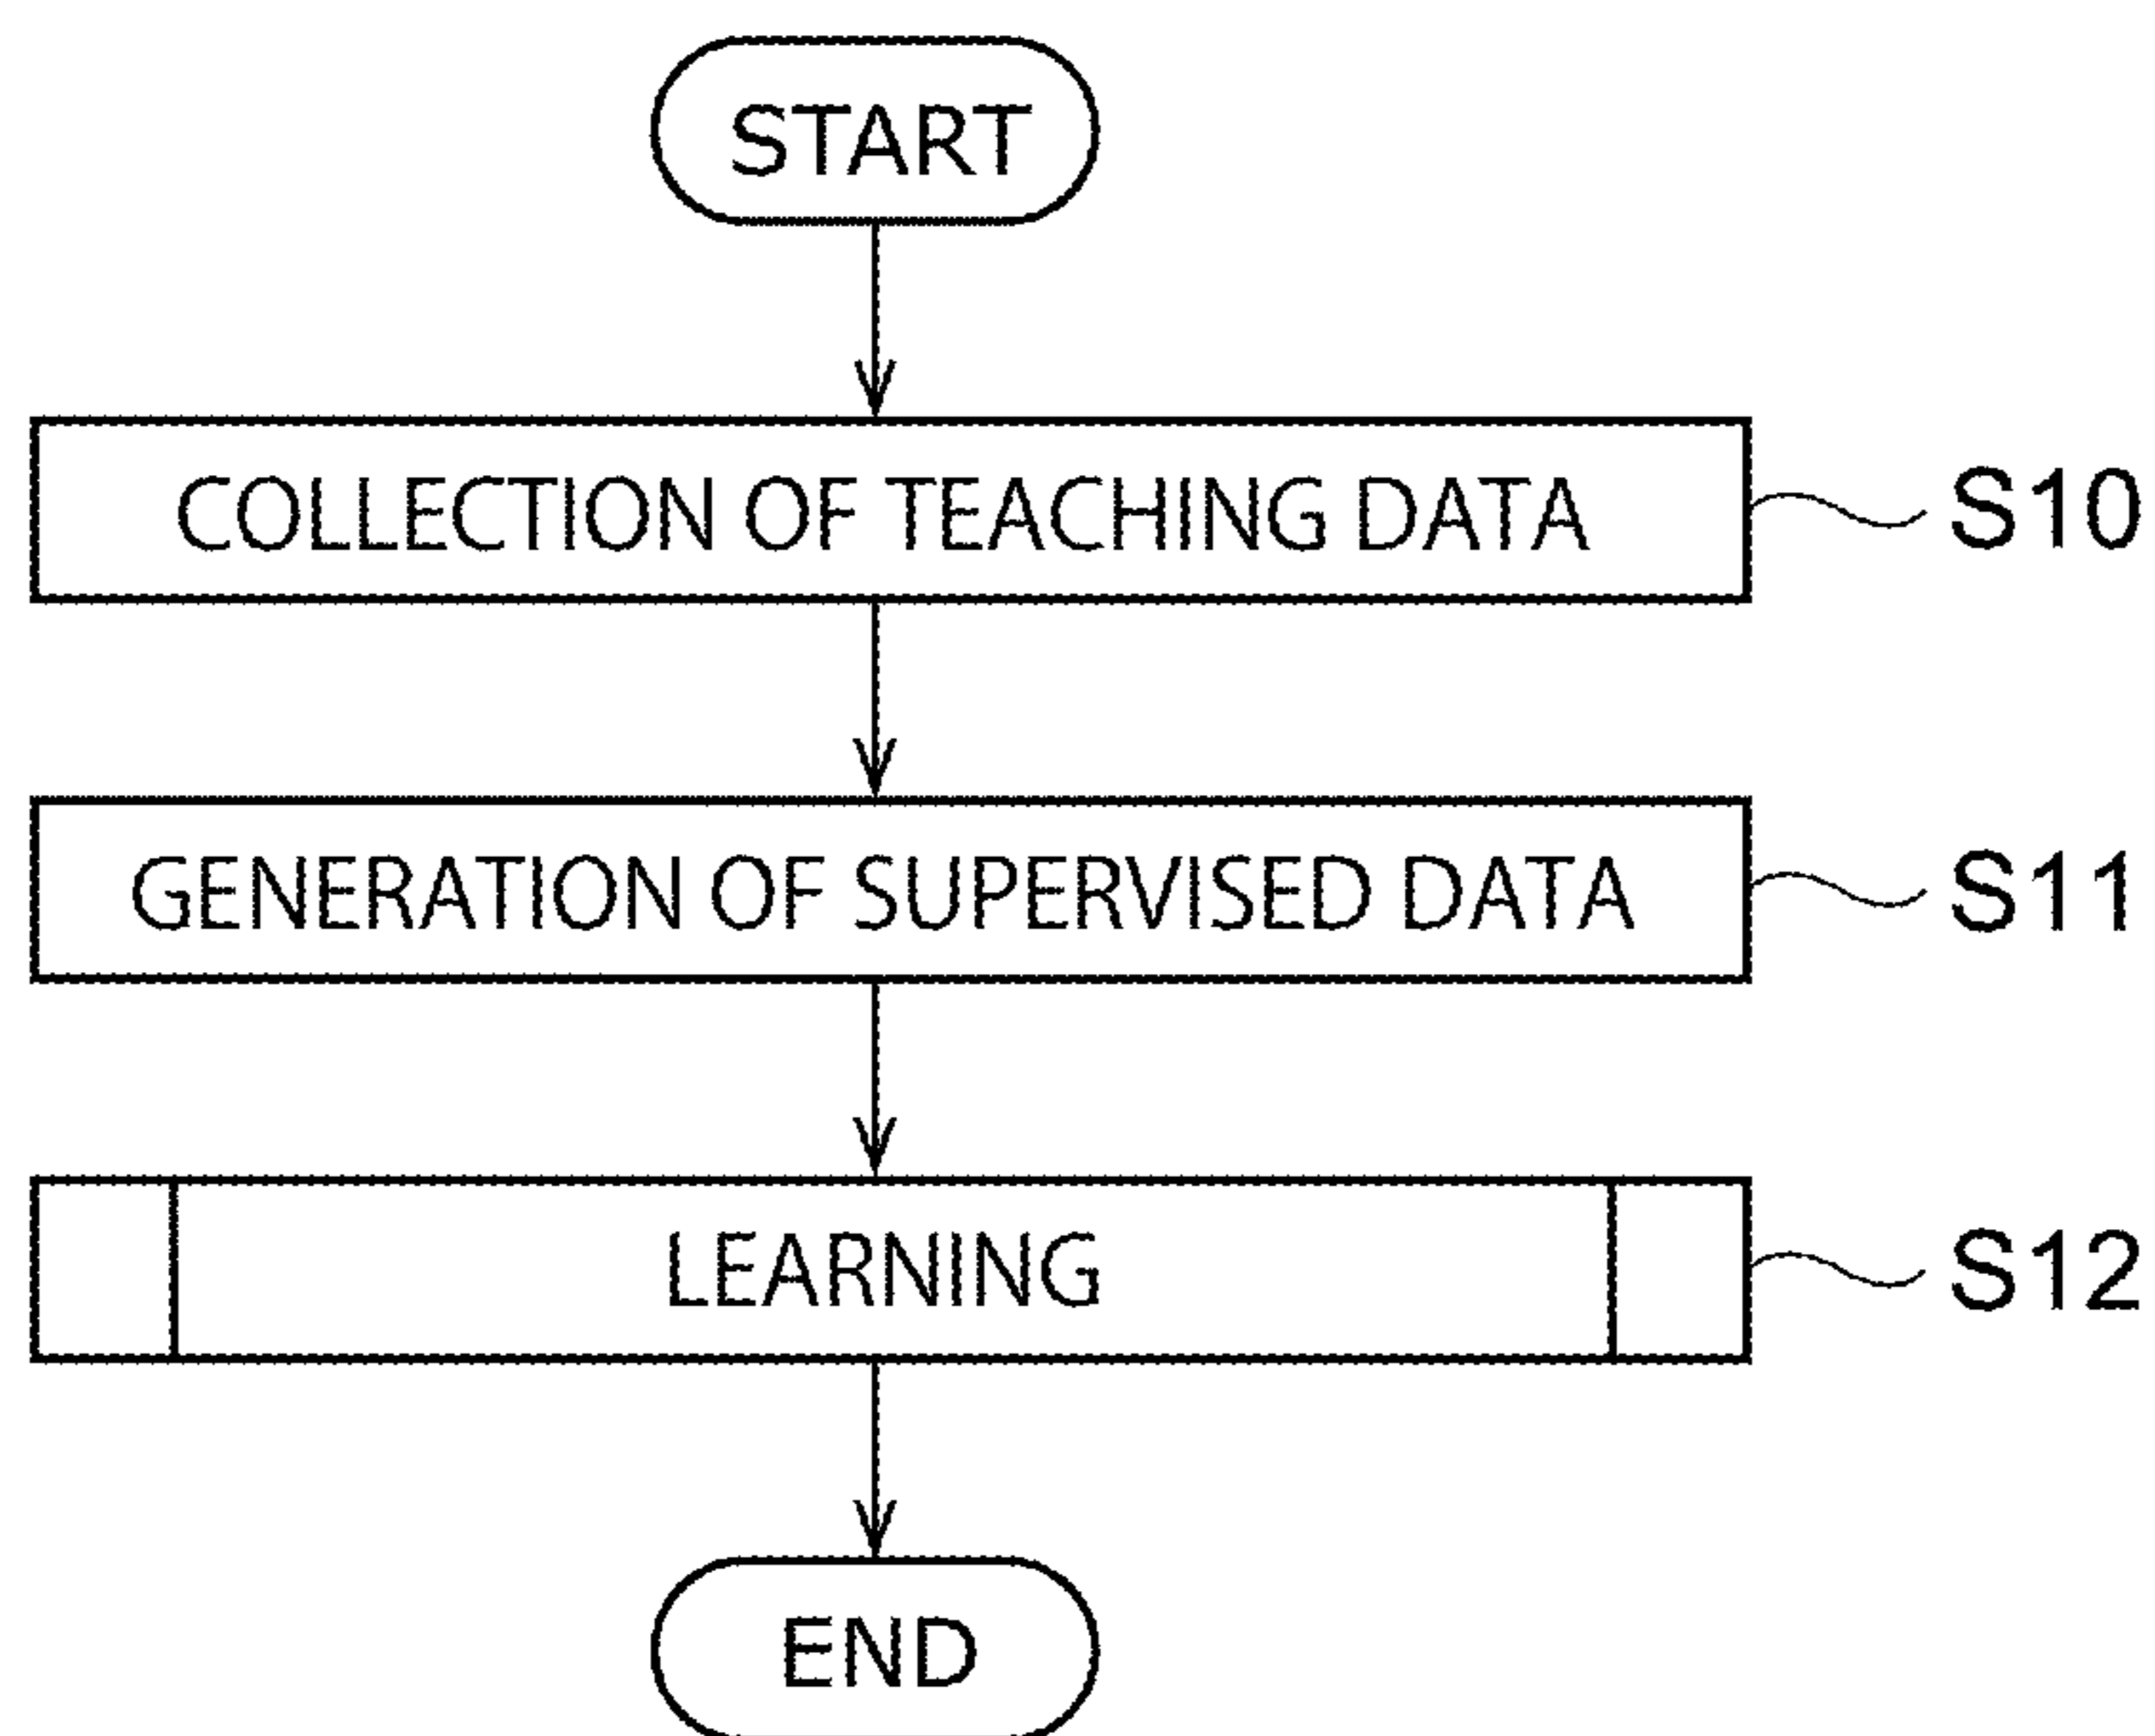 START
COLLECTION OF TEACHING DATA S10
GENERATION OF SUPERVISED DATA S11
LEARNING S12
END